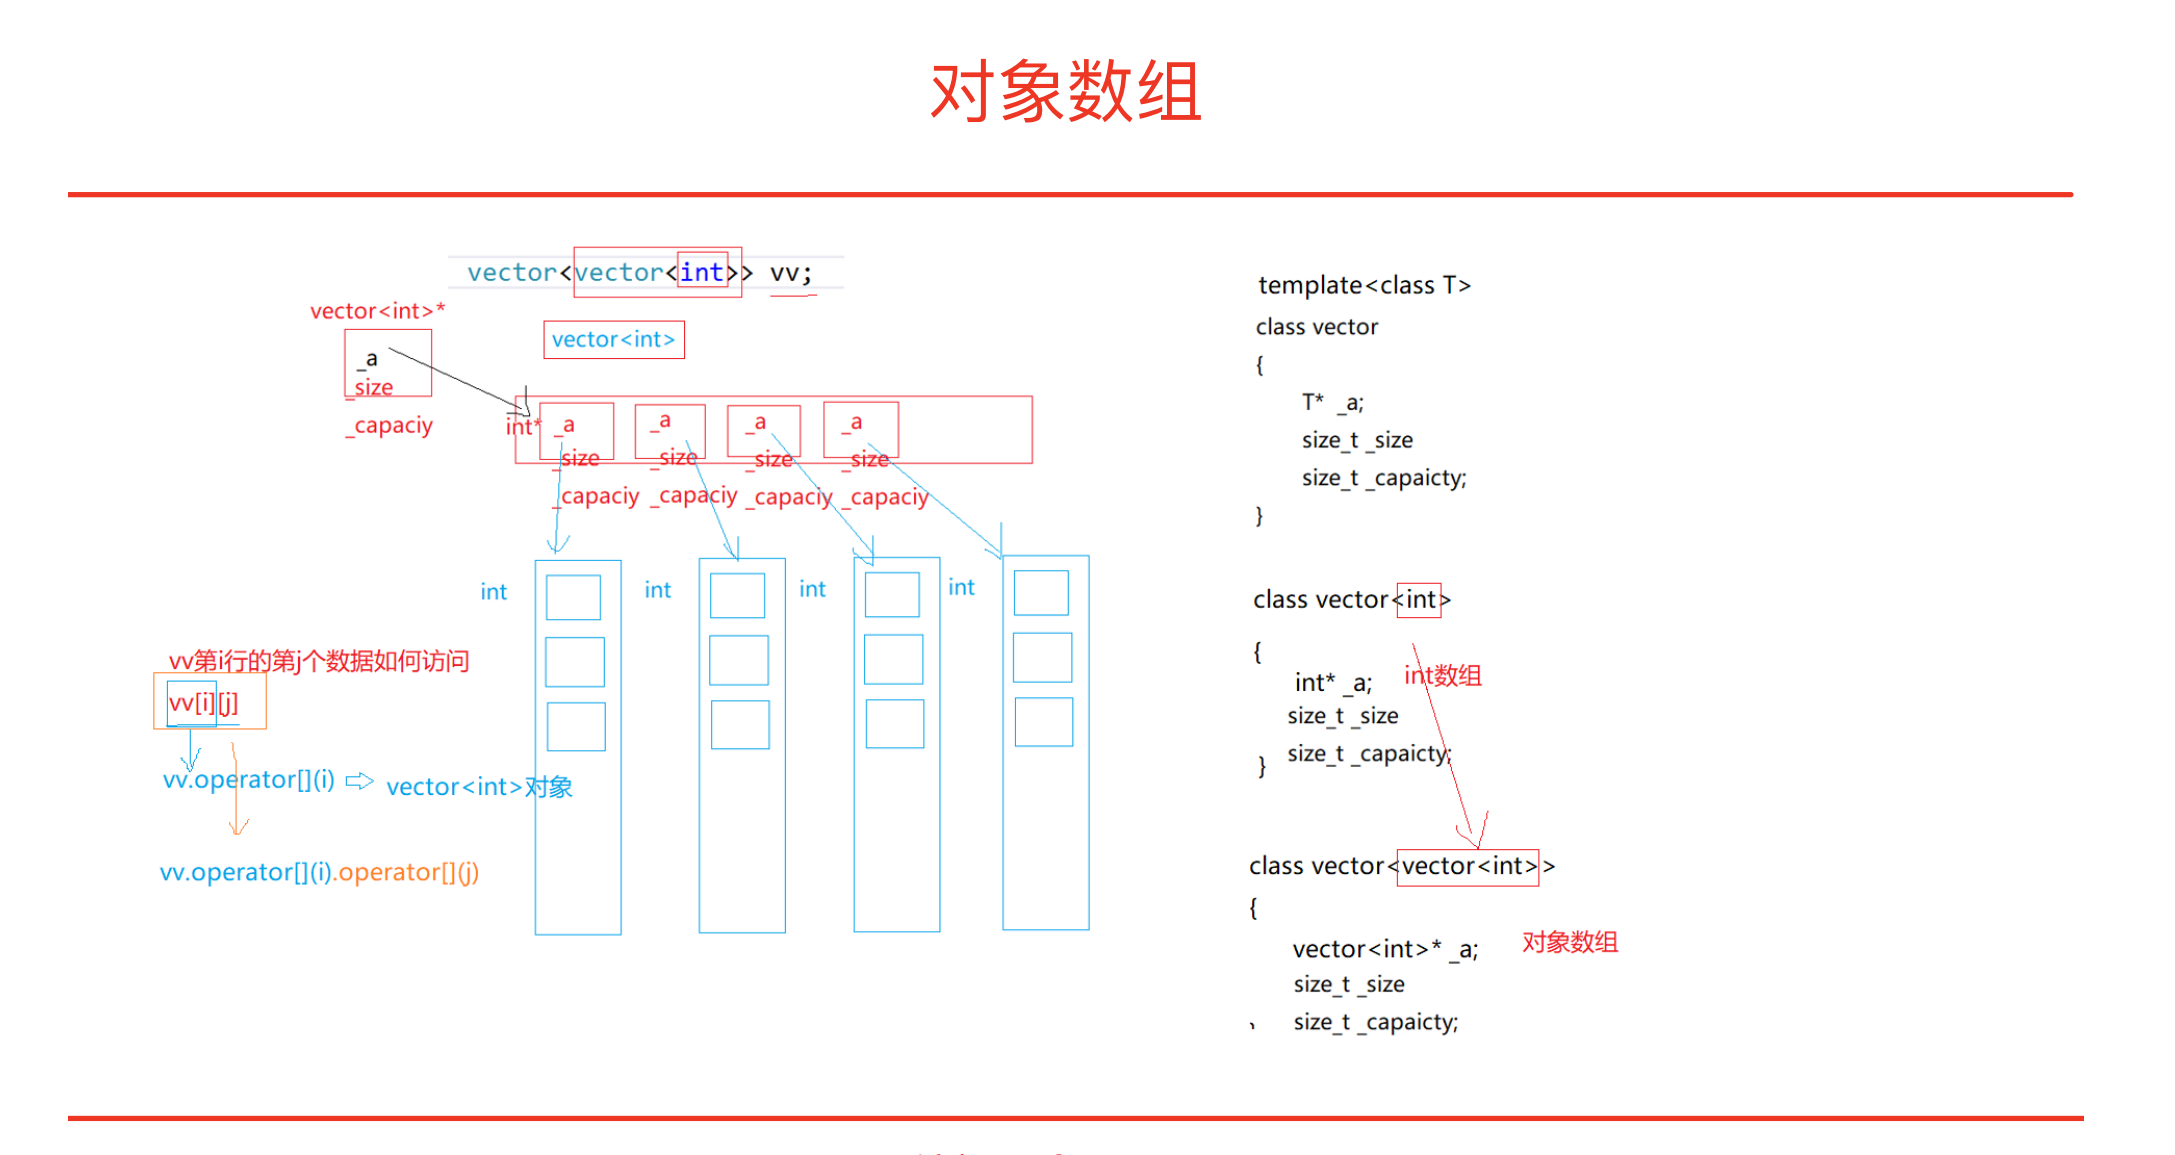 对象数组
vector<vector<int>> vv;
vector<int>*
_a
_size
_capaciy
vector<int>
int*
_a
_size
_capaciy
_a
_size
_capaciy
_a
_size
_capaciy
_a
_size
_capaciy
int
int
int
int
vv第i行的第j个数据如何访问
vv[i][j]
vv.operator[](i)
vector<int>对象
vv.operator[](i).operator[](j)
template<class T>
class vector
{
T* _a;
size_t _size
size_t _capaicty;
}
class vector<int>
{
int* _a;
int数组
size_t _size
size_t _capaicty;
}
class vector<vector<int>>
{
vector<int>* _a;
对象数组
size_t _size
size_t _capaicty;